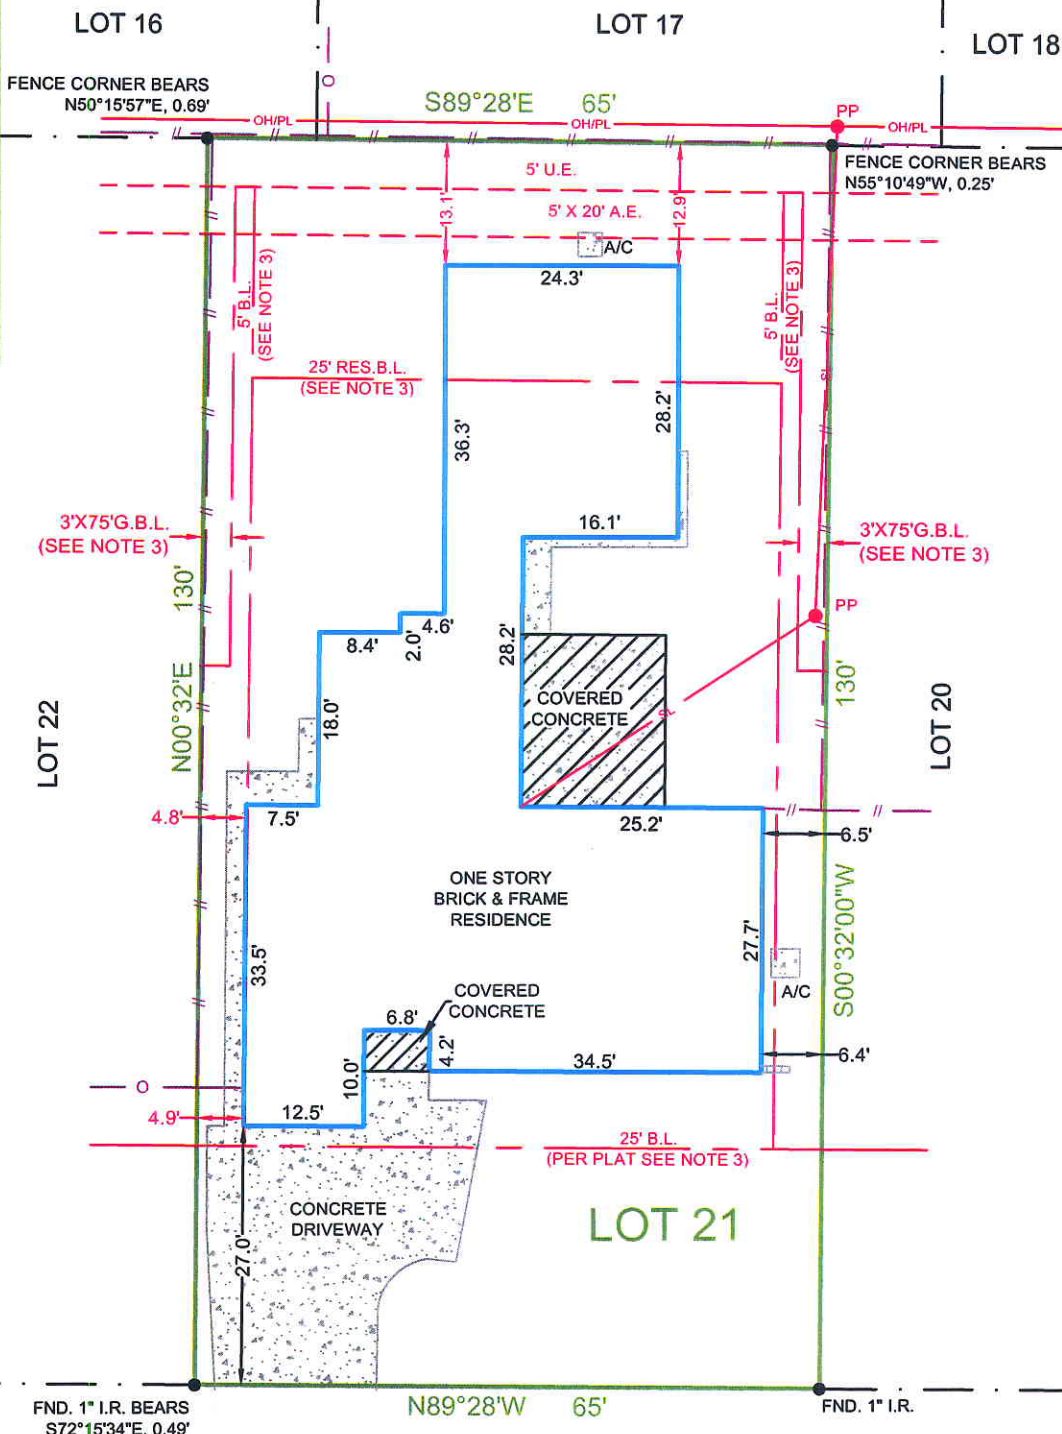 LOT 16
LOT 17
LOT 18
FENCE CORNER BEARS
N50°15'57"E, 0.69'
O
S89°28'E 65'
PP
OH/PL
OH/PL
OH/PL
FENCE CORNER BEARS
N55°10'49"W, 0.25'
5' U.E.
13.1'
12.9'
5' X 20' A.E.
A/C
24.3'
5' B.L.
(SEE NOTE 3)
5' B.L.
(SEE NOTE 3)
25' RES.B.L.
(SEE NOTE 3)
SL
36.3'
28.2'
3'X75'G.B.L.
(SEE NOTE 3)
16.1'
3'X75'G.B.L.
(SEE NOTE 3)
130'
N00°32'E
PP
4.6'
8.4'
2.0'
28.2'
130'
COVERED
CONCRETE
SL
18.0'
LOT 22
LOT 20
4.8'
7.5'
25.2'
6.5'
ONE STORY
BRICK & FRAME
RESIDENCE
S00°32'00"W
27.7'
33.5'
A/C
COVERED
CONCRETE
6.8'
4.2'
34.5'
6.4'
10.0'
O
4.9'
12.5'
25' B.L.
(PER PLAT SEE NOTE 3)
CONCRETE
DRIVEWAY
LOT 21
27.0'
N89°28'W 65'
FND. 1" I.R. BEARS
S72°15'34"E, 0.49'
FND. 1" I.R.